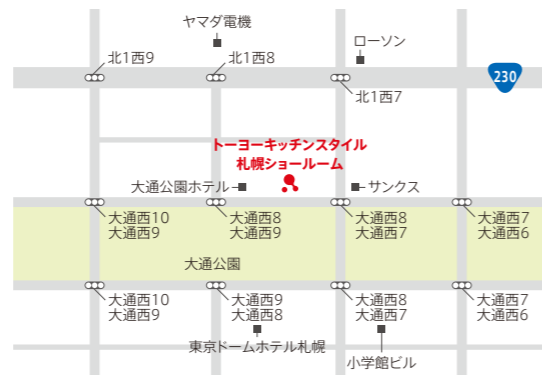 ヤマダ電機
ローソン
北1西9
北1西8
230
北1西7
トーヨーキッチンスタイル
札幌ショールーム
大通公園ホテル
サンクス
大通西10
大通西9
大通西8
大通西9
大通西8
大通西7
大通西7
大通西6
大通公園
大通西10
大通西9
大通西9
大通西8
大通西8
大通西7
大通西7
大通西6
東京ドームホテル札幌
小学館ビル